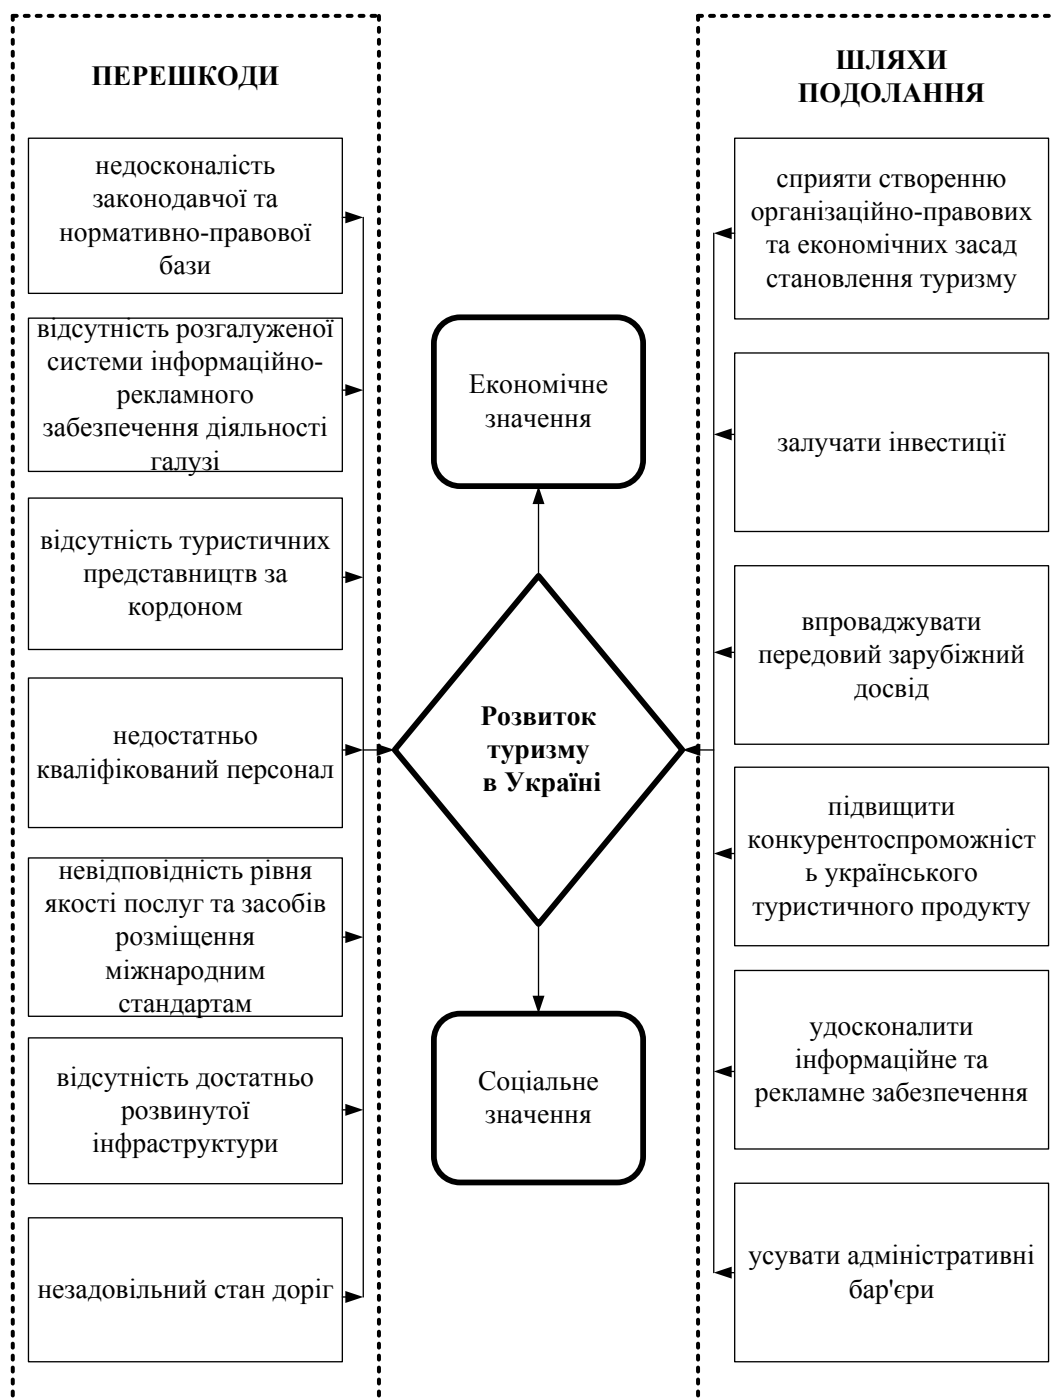 ПЕРЕШКОДИ
недосконалість
законодавчої та
нормативно-правової
бази
відсутність розгалуженої
системи інформаційно-
рекламного
забезпечення діяльності
галузі
відсутність туристичних
представництв за
кордоном
недостатньо
кваліфікований персонал
невідповідність рівня
якості послуг та засобів
розміщення
міжнародним
стандартам
відсутність достатньо
розвинутої
інфраструктури
незадовільний стан доріг
Економічне
значення
Розвиток
туризму
в Україні
Соціальне
значення
ШЛЯХИ
ПОДОЛАННЯ
сприяти створенню
організаційно-правових
та економічних засад
становлення туризму
залучати інвестиції
впроваджувати
передовий зарубіжний
досвід
підвищити
конкурентоспроможніст
ь українського
туристичного продукту
удосконалити
інформаційне та
рекламне забезпечення
усувати адміністративні
бар'єри